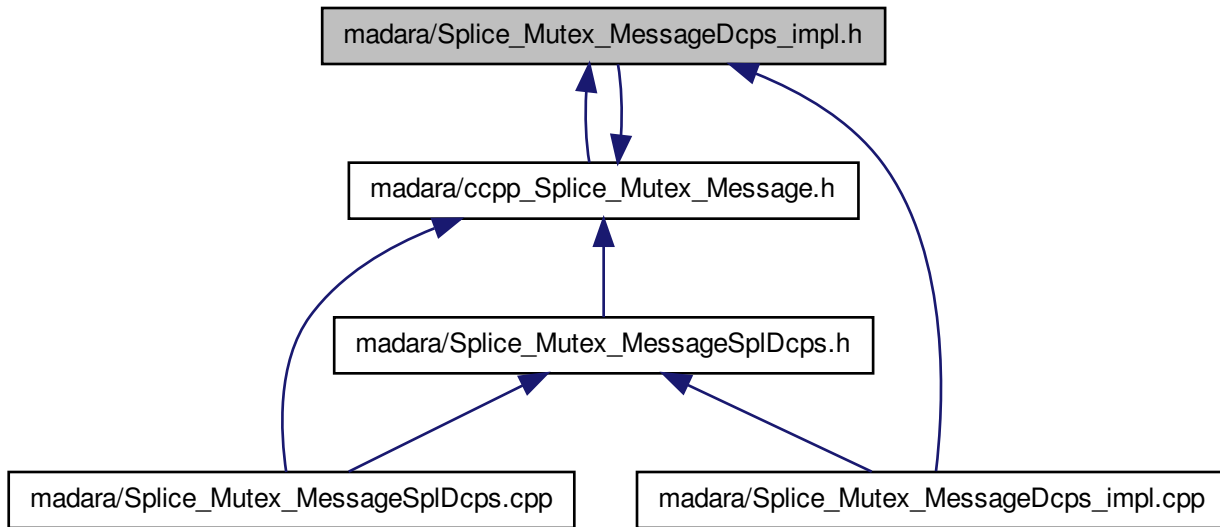 madara/Splice_Mutex_MessageDcps_impl.h
madara/ccpp_Splice_Mutex_Message.h
madara/Splice_Mutex_MessageSplDcps.h
madara/Splice_Mutex_MessageSplDcps.cpp
madara/Splice_Mutex_MessageDcps_impl.cpp